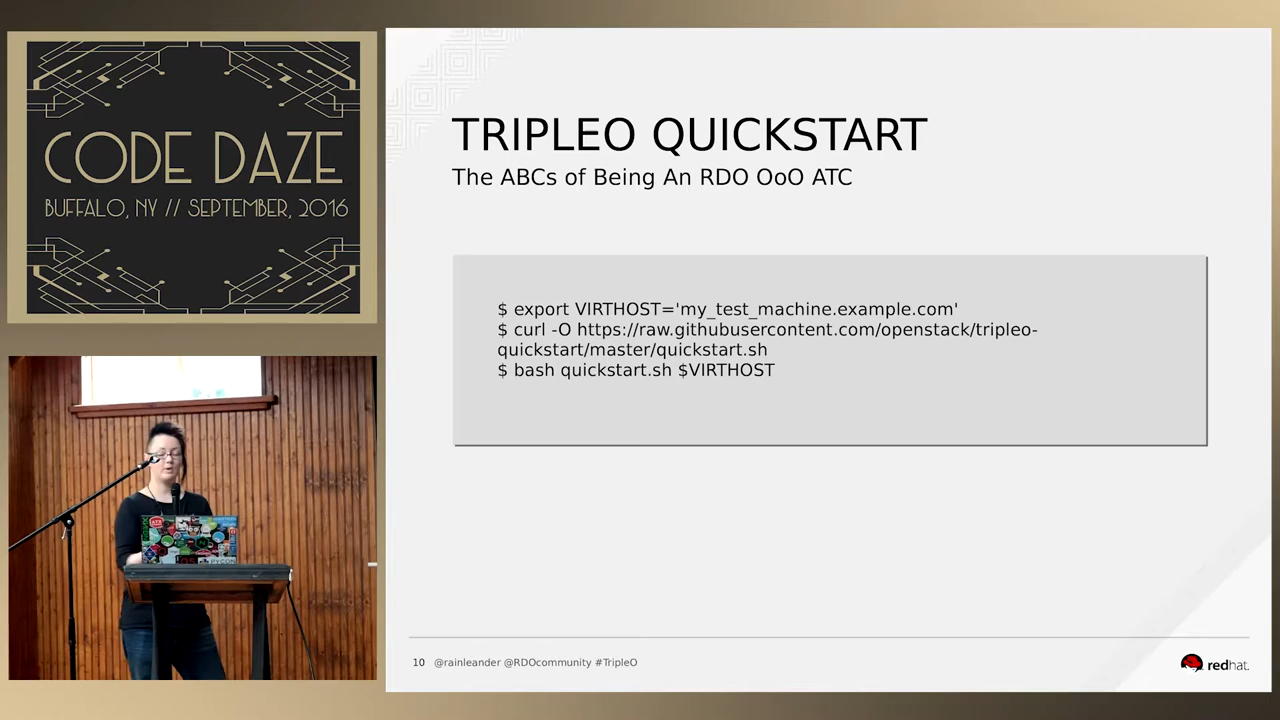 CODE DAZE
BUFFALO, NY // SEPTEMBER, 2016
TRIPLEO QUICKSTART
The ABCs of Being An RDO OoO ATC
$ export VIRTHOST='my_test_machine.example.com'
$ curl -O https://raw.githubusercontent.com/openstack/tripleo-
quickstart/master/quickstart.sh
$ bash quickstart.sh $VIRTHOST
10 @rainleander @RDOcommunity #TripleO
redhat.